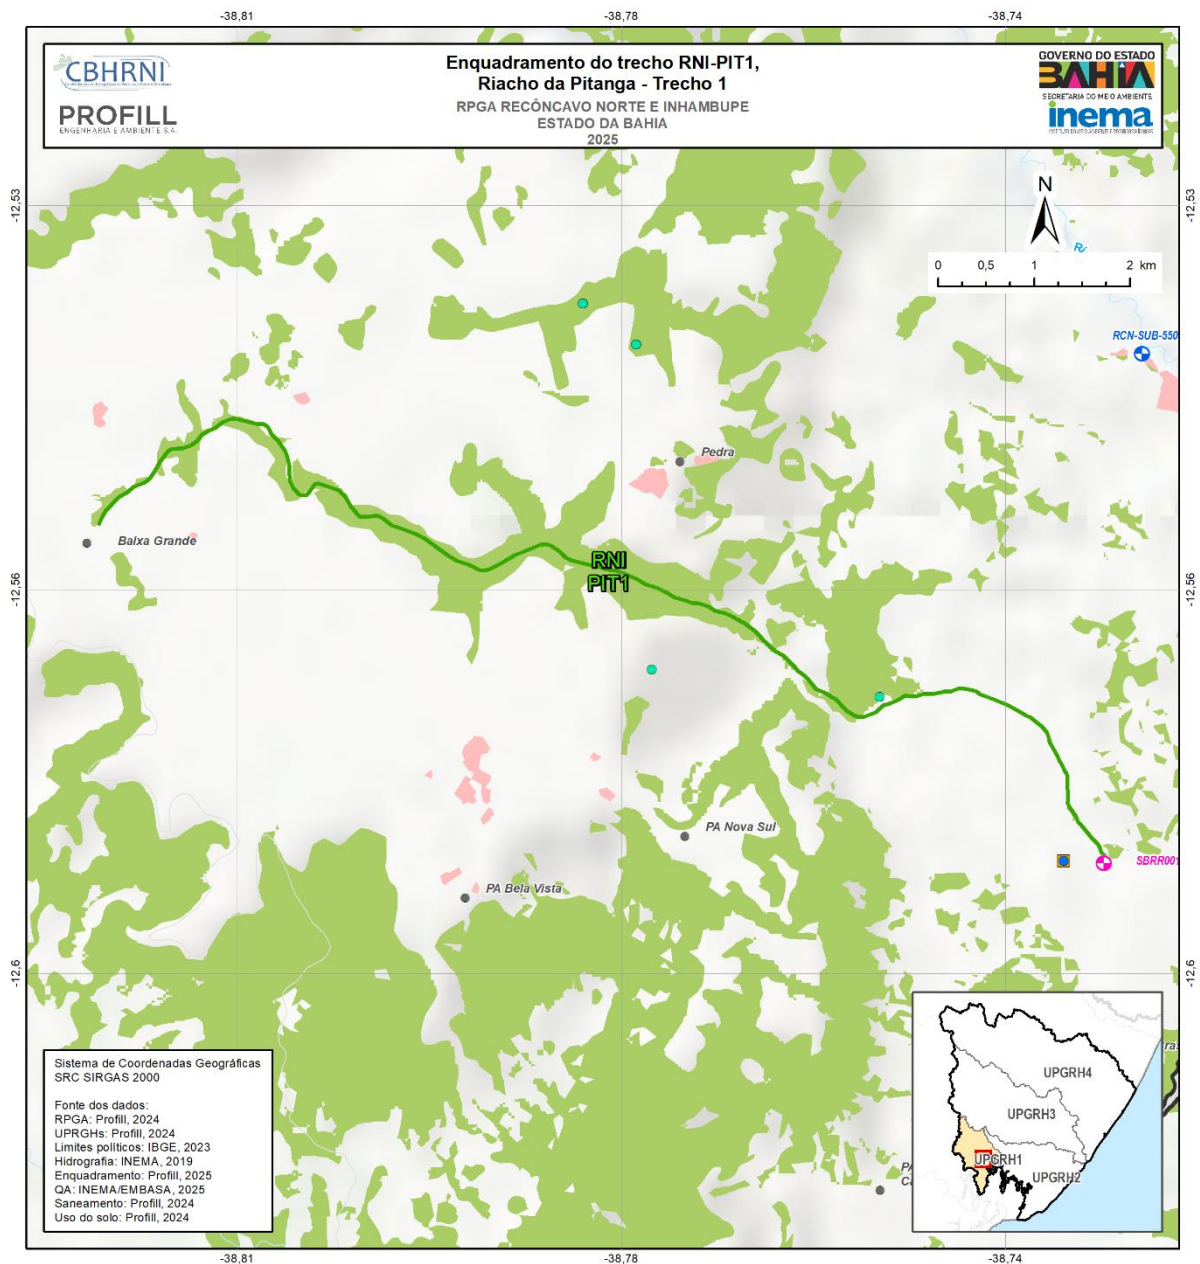 -38,81
-38,78
-38,74
CBHRNI
PROFILL
ENGENHARIA E AMBIENTE S.A.
Enquadramento do trecho RNI-PIT1,
Riacho da Pitanga - Trecho 1
RPGA RECÔNCAVO NORTE E INHAMBUPE
ESTADO DA BAHIA
2025
GOVERNO DO ESTADO
BAHIA
SECRETARIA DO MEIO AMBIENTE
inema
-12,53
-12,53
N
0 0,5 1 2 km
RCN-SUB-550
Pedra
Baixa Grande
RNI
PIT1
-12,56
-12,56
PA Nova Sul
SBRR001
PA Bela Vista
-12,6
-12,6
UPGRH4
UPGRH3
UPGRH1
UPGRH2
Sistema de Coordenadas Geográficas
SRC SIRGAS 2000
Fonte dos dados:
RPGA: Profill, 2024
UPRGHs: Profill, 2024
Limites políticos: IBGE, 2023
Hidrografia: INEMA, 2019
Enquadramento: Profill, 2025
QA: INEMA/EMBASA, 2025
Saneamento: Profill, 2024
Uso do solo: Profill, 2024
-38,81
-38,78
-38,74